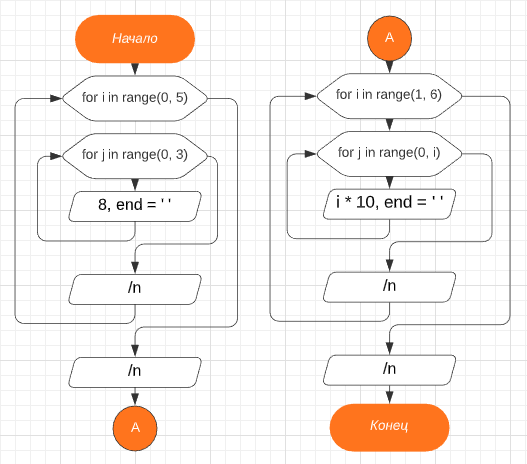 Начало
for i in range(0, 5)
for j in range(0, 3)
8, end = ' '
/n
/n
A
A
for i in range(1, 6)
for j in range(0, i)
i * 10, end = ' '
/n
/n
Конец